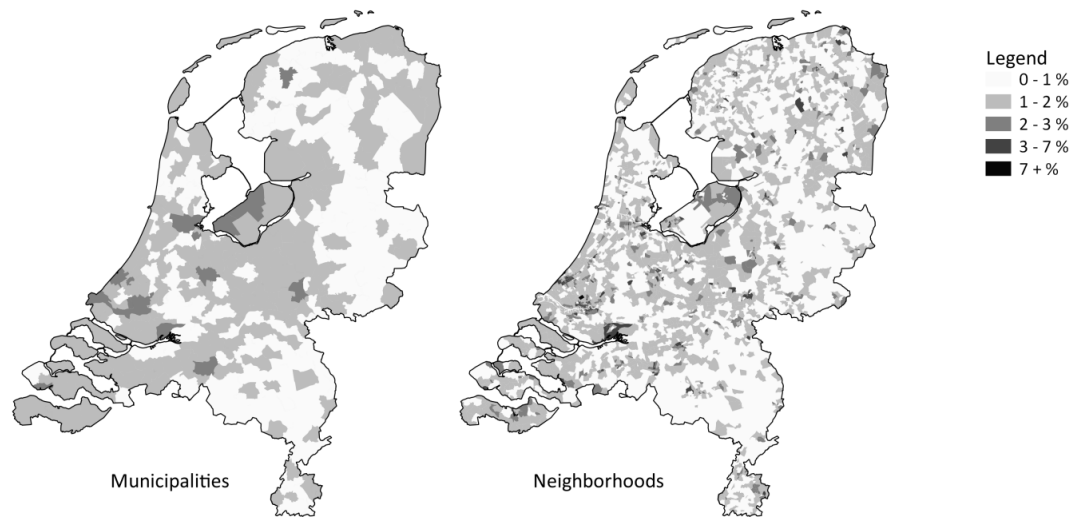 Legend
0 - 1 %
1 - 2 %
2 - 3 %
3 - 7 %
7 + %
Municipalities
Neighborhoods